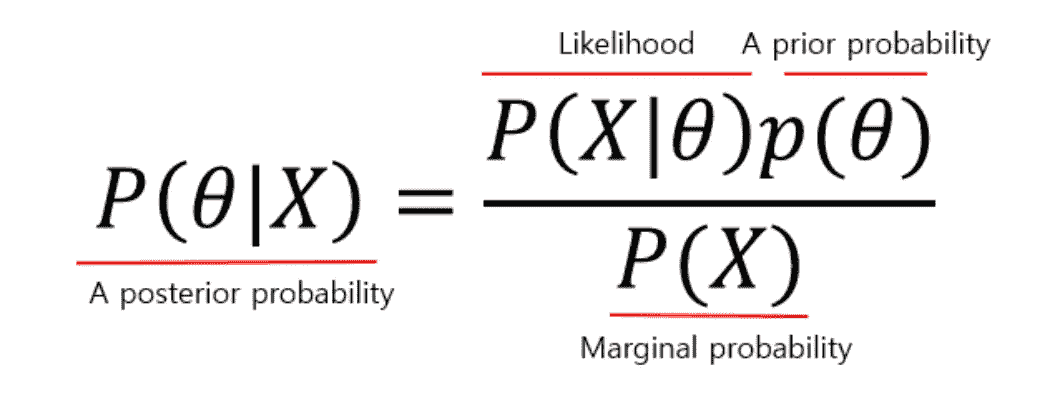 Likelihood A prior probability
P(θ|X) = P(X|θ)p(θ)
P(X)
A posterior probability
Marginal probability